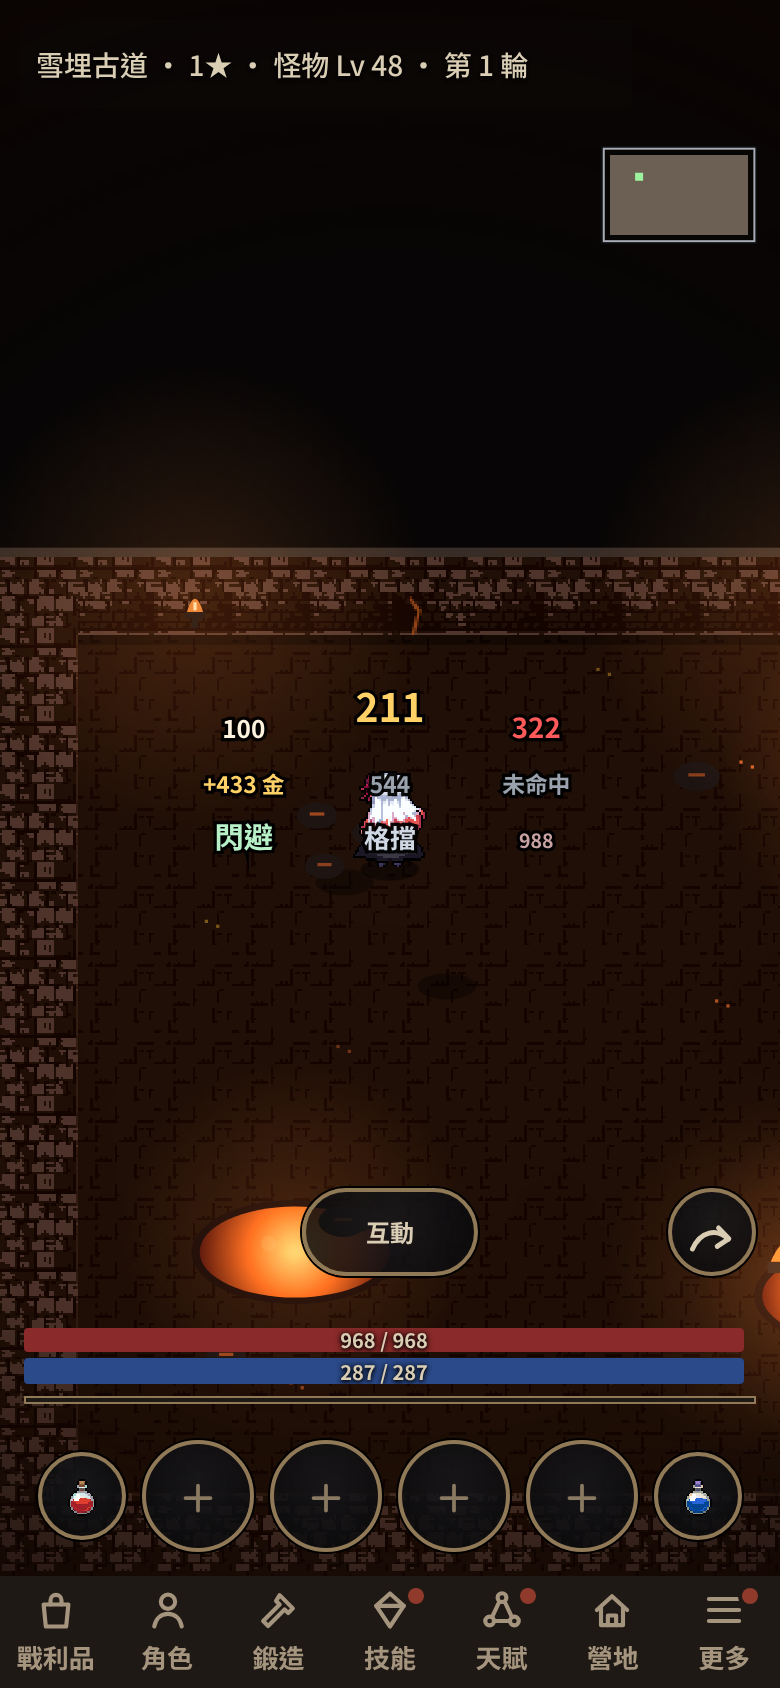 雪埋古道 • 1★ • 怪物 Lv 48 • 第 1 輪
211
100
322
+433 金
544
未命中
閃避
格擋
988
互動
968 / 968
287 / 287
戰利品
角色
鍛造
技能
天賦
營地
更多